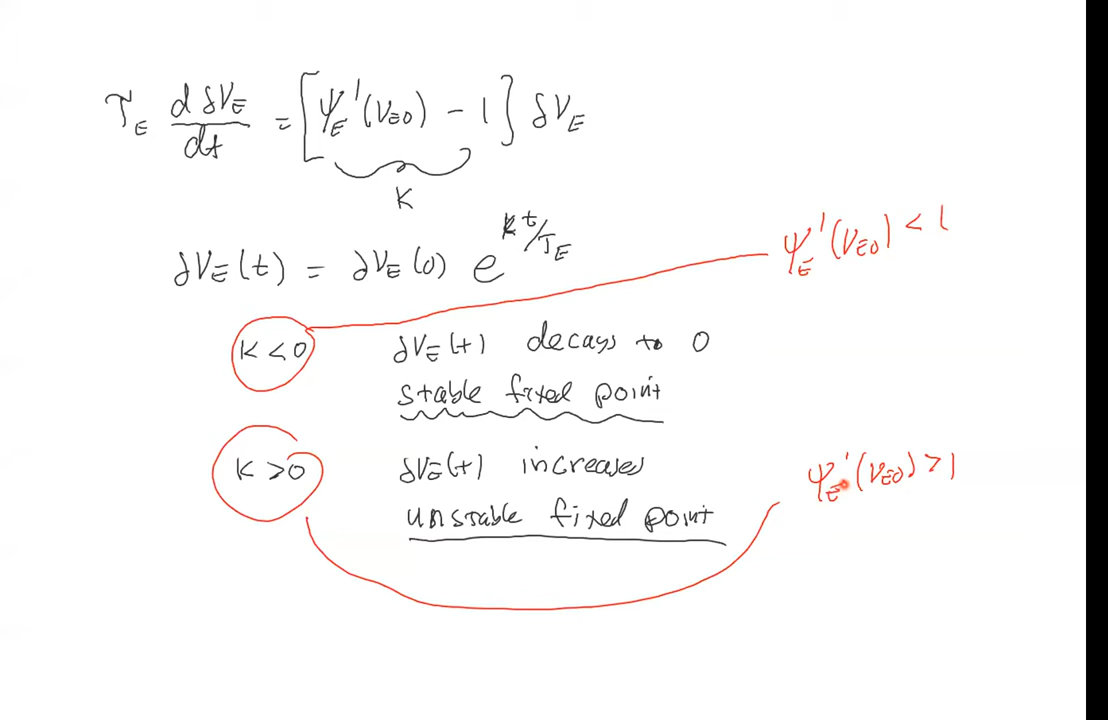 τ_E dδν_E/dt = [ψ_E'(ν_E0) - 1] δν_E
K
δν_E(t) = δν_E(0) e^{Kt/τ_E}
ψ_E'(ν_E0) < 1
K < 0 δν_E(t) decays to 0
stable fixed point
K > 0 δν_E(t) increases ψ_E'(ν_E0) > 1
unstable fixed point